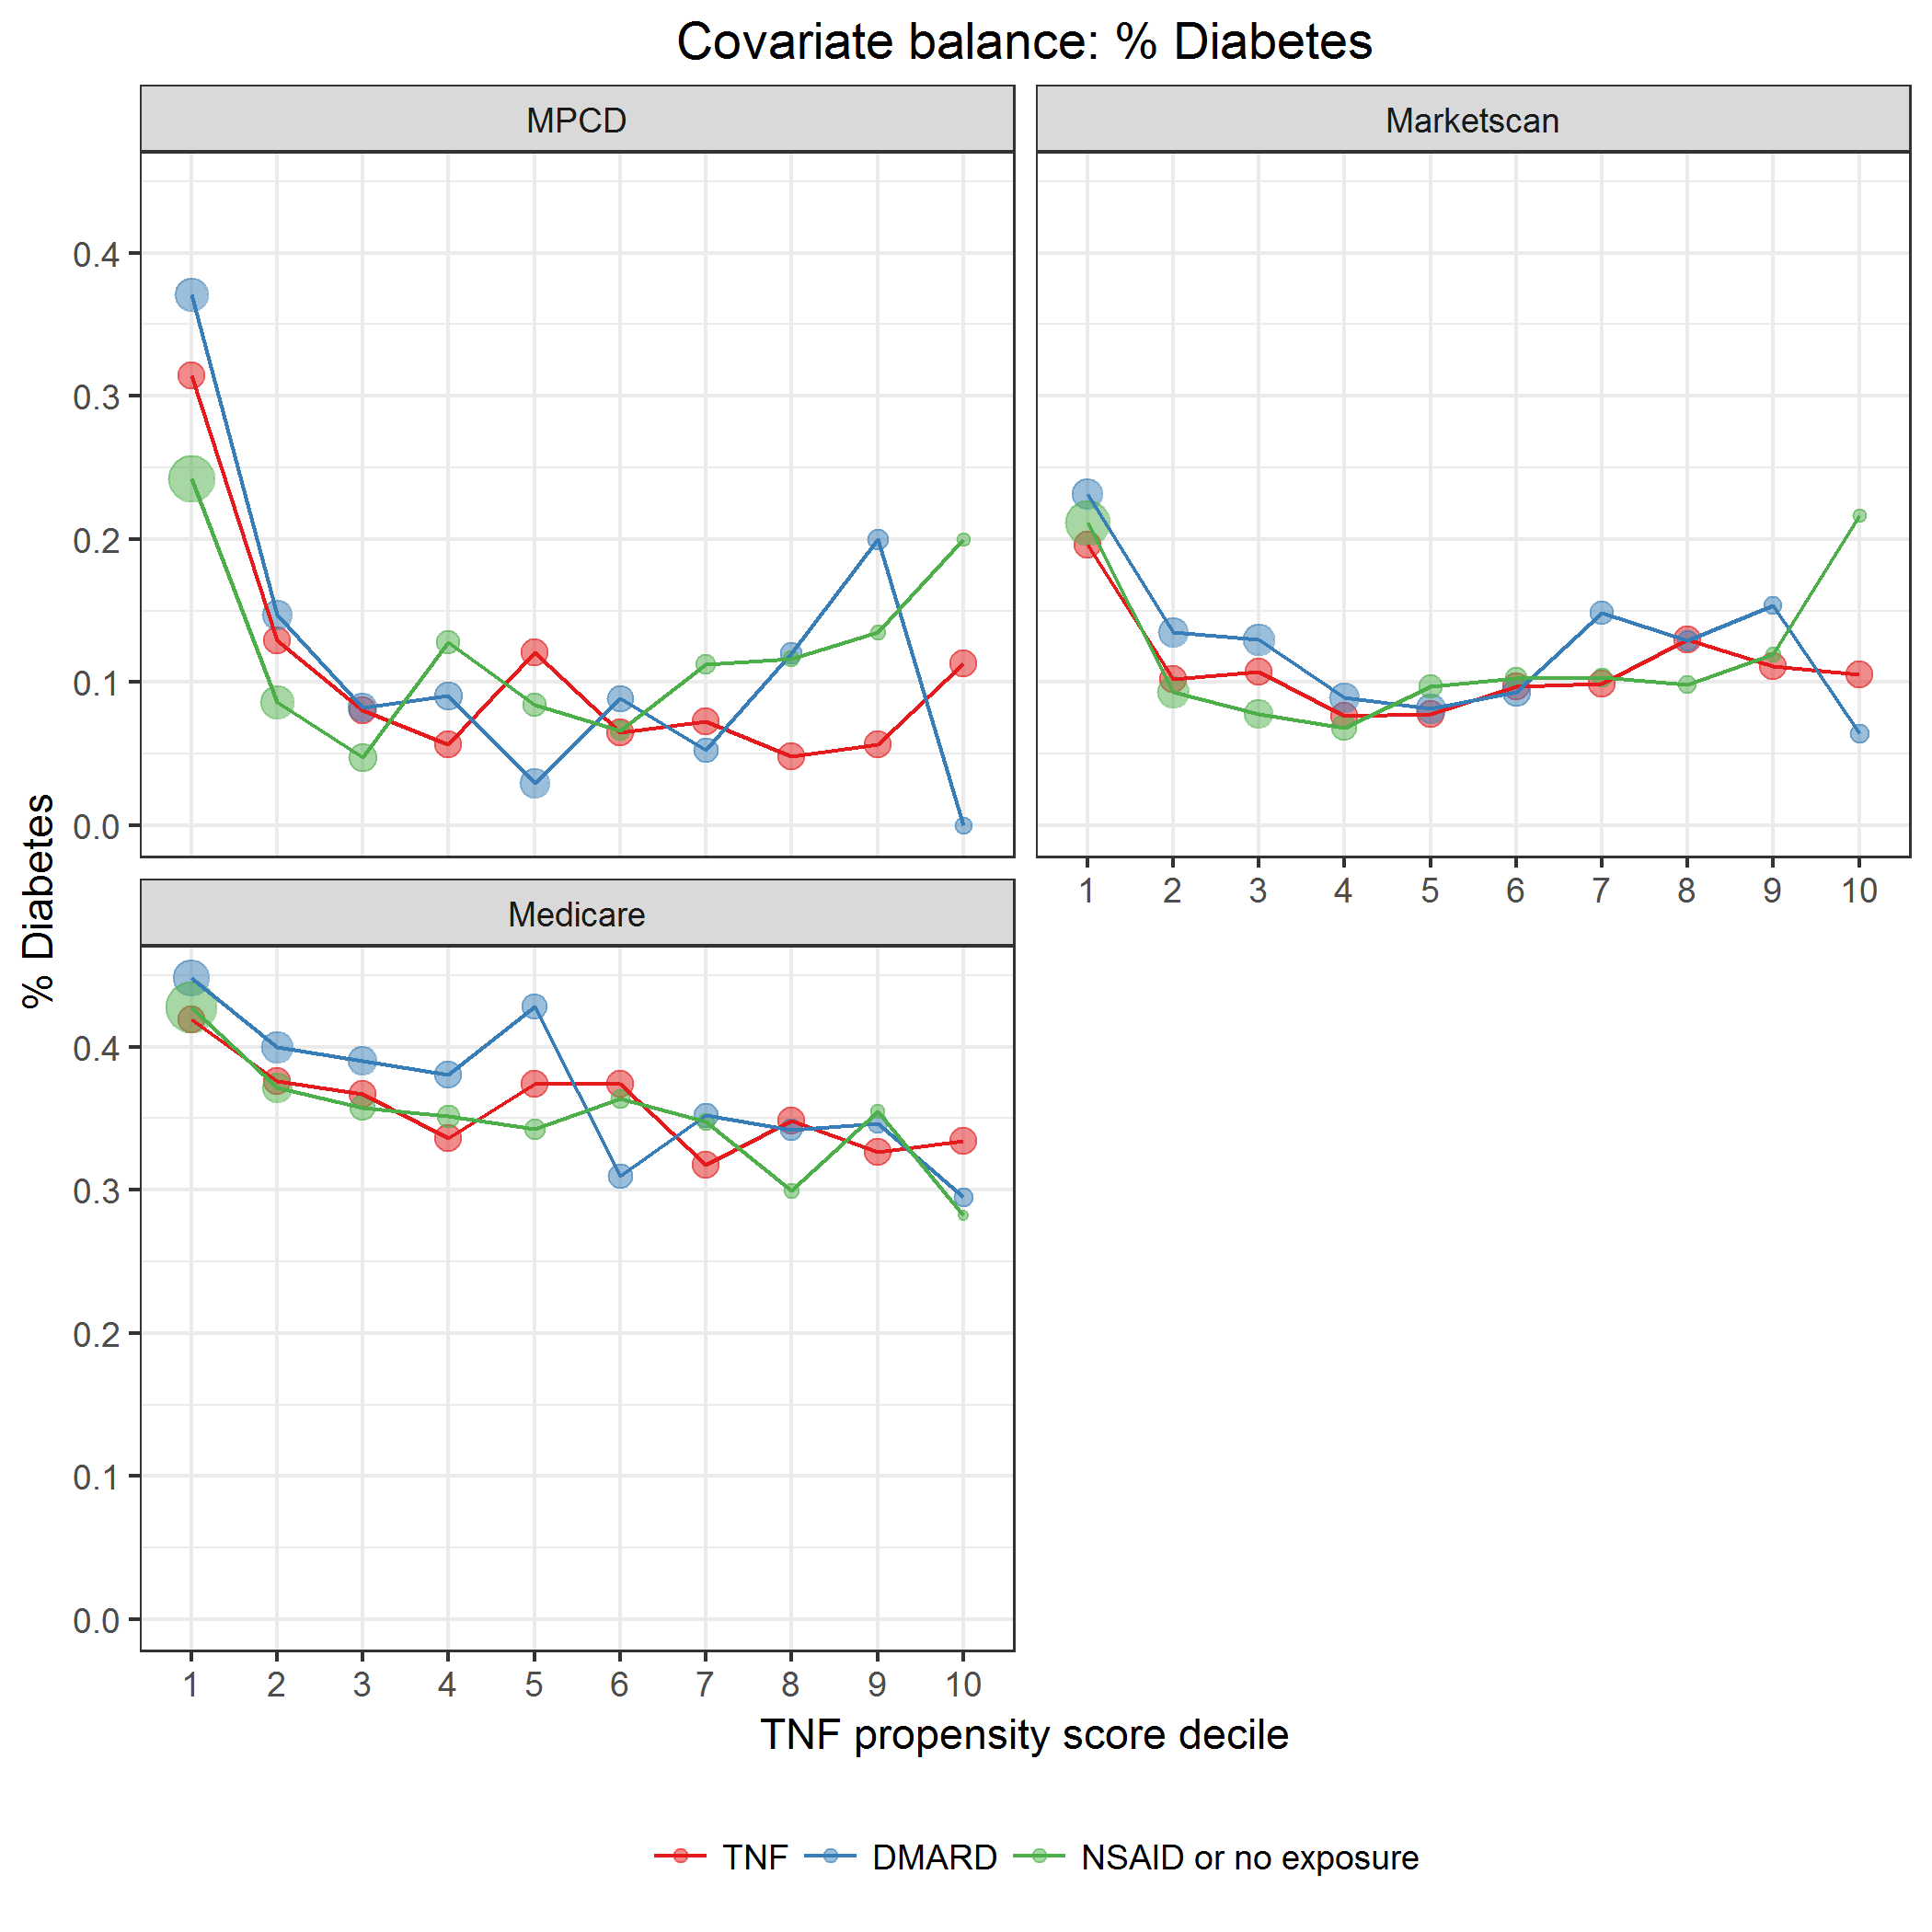 Covariate balance: % Diabetes
MPCD
Marketscan
0.4
0.3
0.2
0.1
0.0
1 2 3 4 5 6 7 8 9 10
Medicare
% Diabetes
0.4
0.3
0.2
0.1
0.0
1 2 3 4 5 6 7 8 9 10
TNF propensity score decile
TNF DMARD NSAID or no exposure